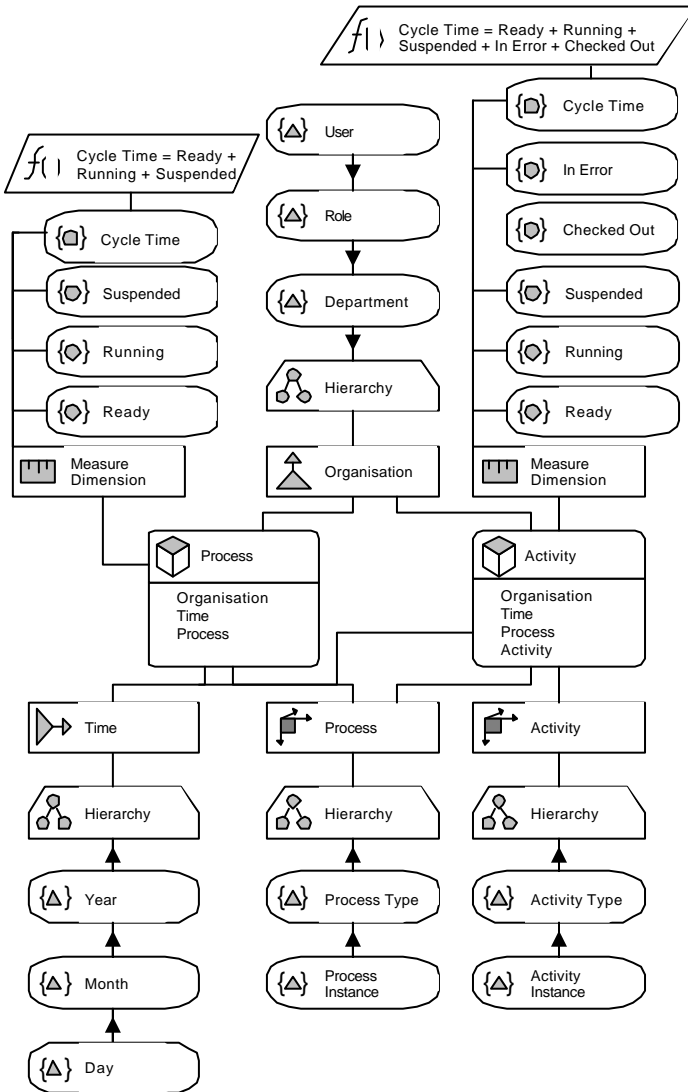 Cycle Time = Ready + Running +
Suspended + In Error + Checked Out
Cycle Time
In Error
Checked Out
Suspended
Running
Ready
Measure
Dimension
User
Role
Department
Hierarchy
Organisation
Cycle Time = Ready +
Running + Suspended
Cycle Time
Suspended
Running
Ready
Measure
Dimension
Process
Organisation
Time
Process
Activity
Organisation
Time
Process
Activity
Time
Hierarchy
Year
Month
Day
Process
Hierarchy
Process Type
Process
Instance
Activity
Hierarchy
Activity Type
Activity
Instance